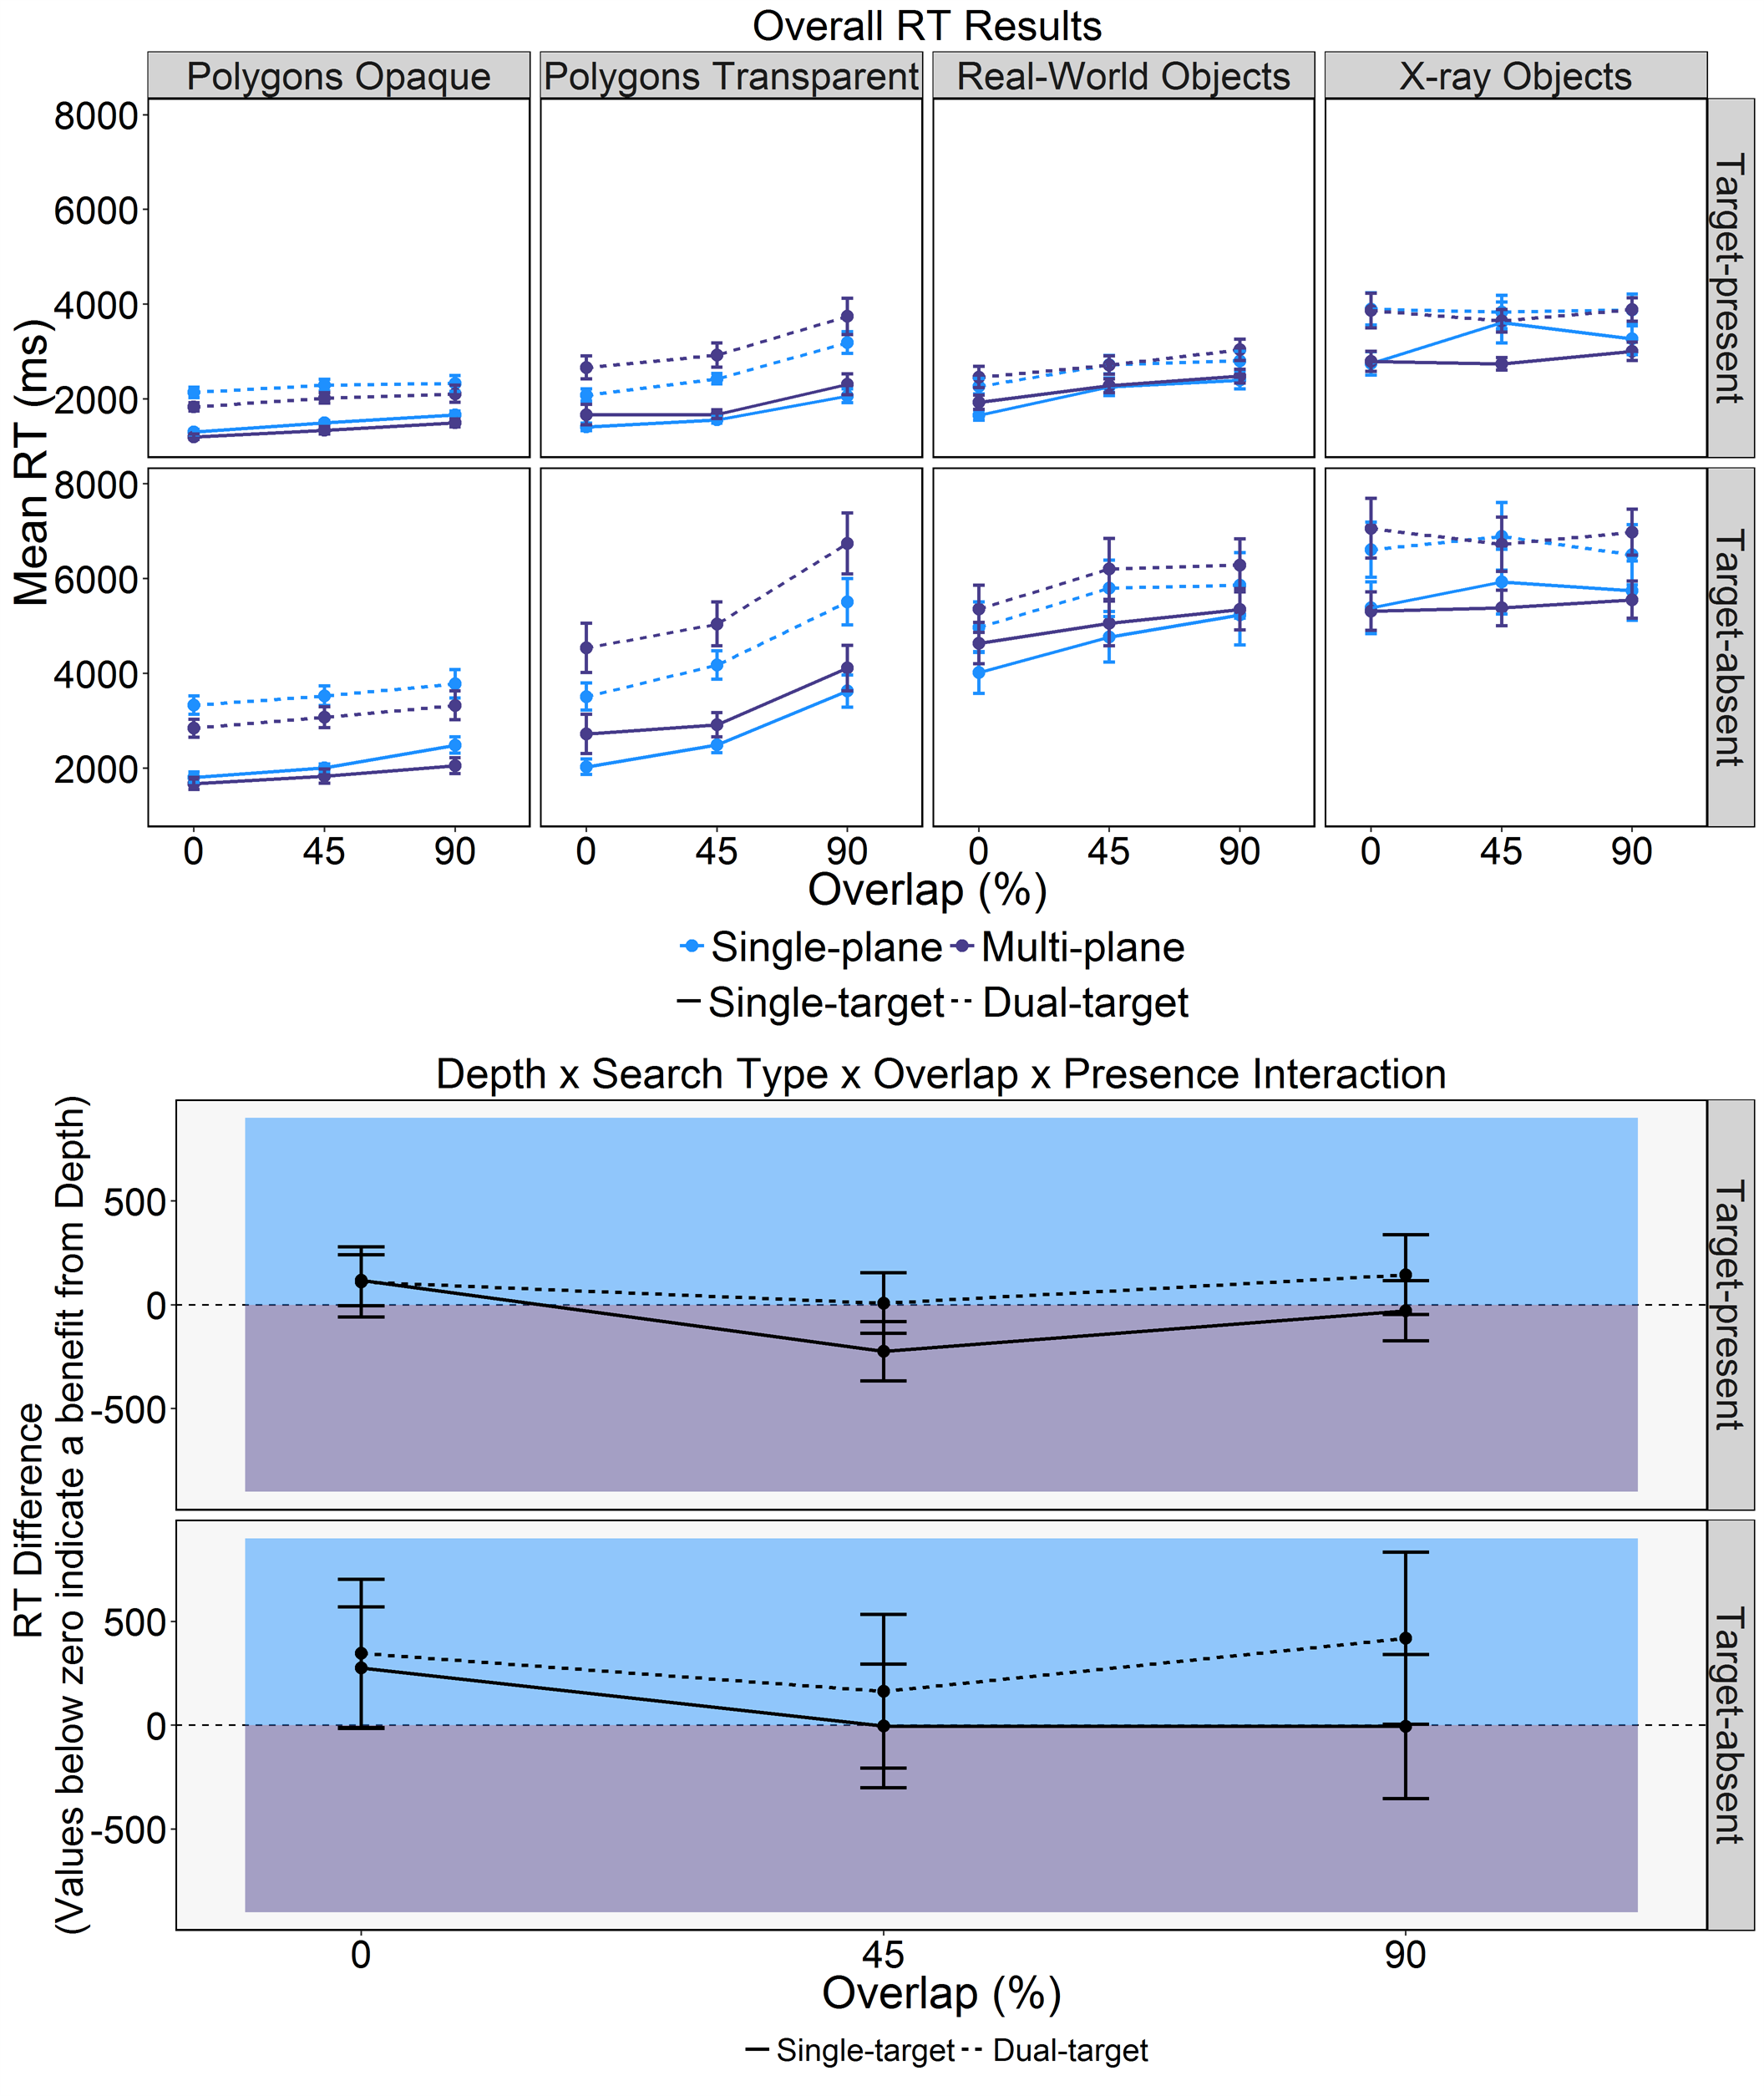 Overall RT Results
Polygons Opaque
Polygons Transparent
Real-World Objects
X-ray Objects
Mean RT (ms)
8000
6000
4000
2000
Target-present
8000
6000
4000
2000
Target-absent
0 45 90
0 45 90
0 45 90
0 45 90
Overlap (%)
Single-plane Multi-plane
Single-target Dual-target
Depth x Search Type x Overlap x Presence Interaction
RT Difference
(Values below zero indicate a benefit from Depth)
500
0
-500
Target-present
500
0
-500
Target-absent
0 45 90
Overlap (%)
Single-target Dual-target